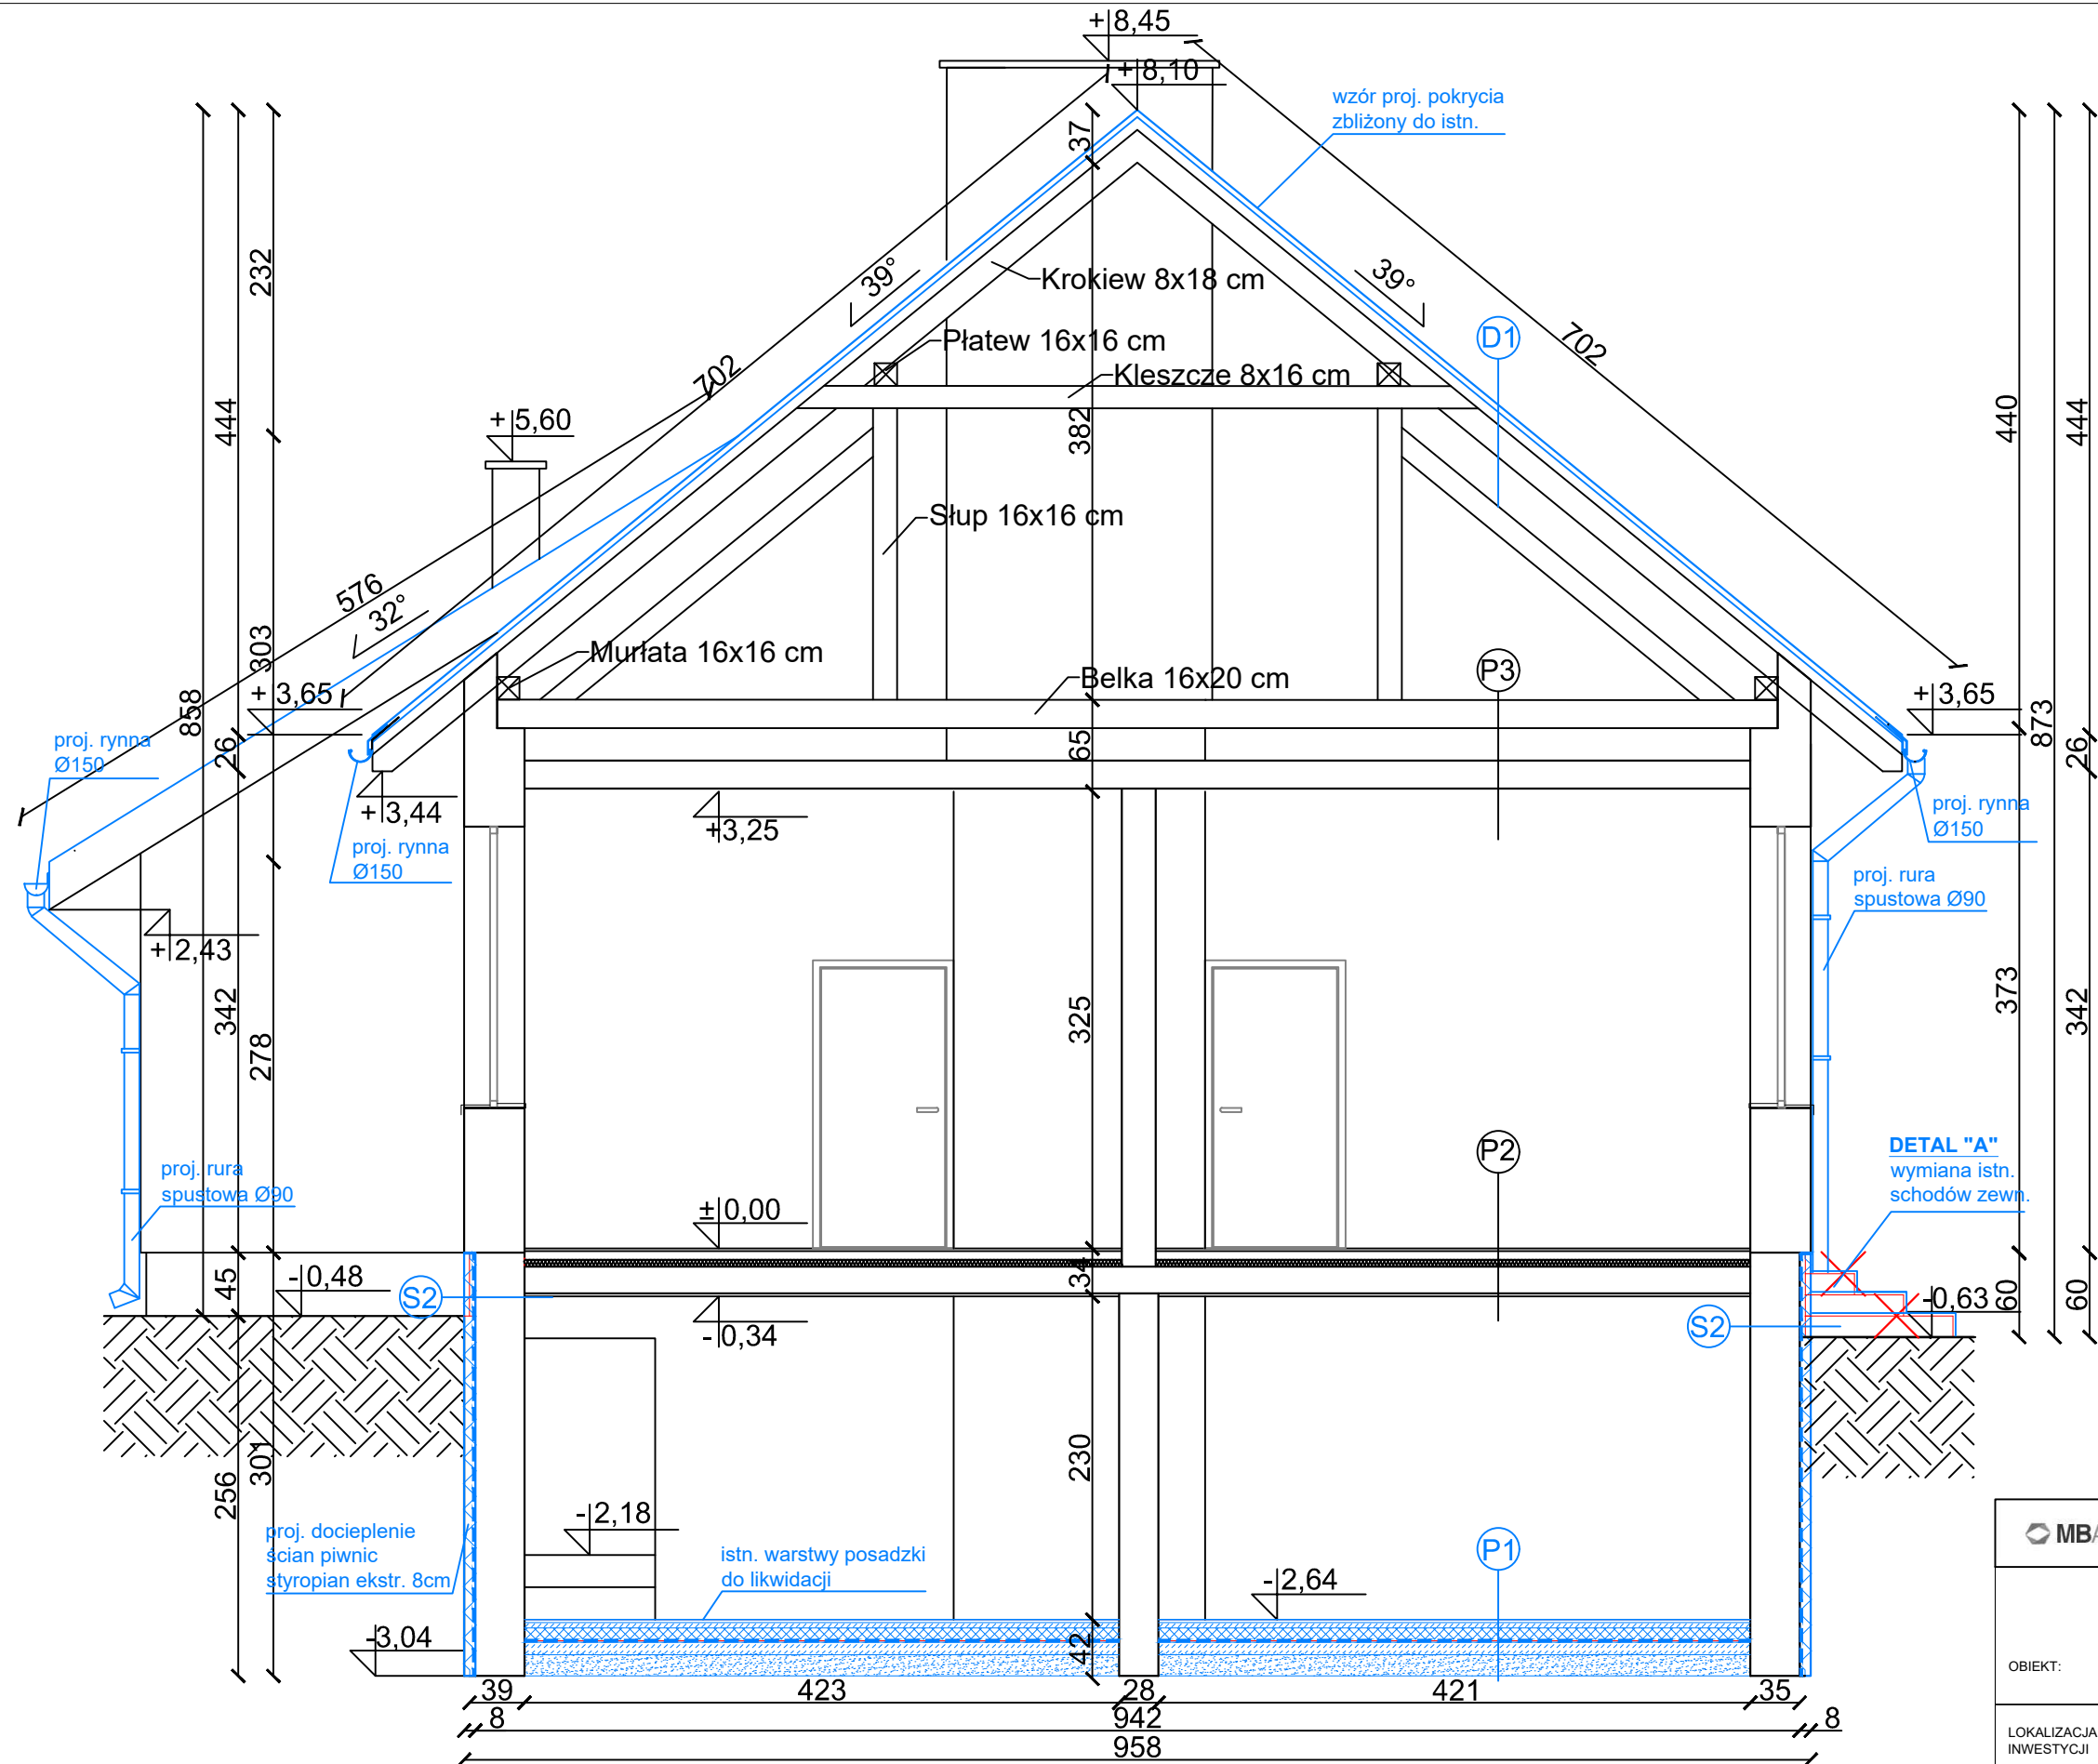 +8,45
+8,10
wzór proj. pokrycia
zbliżony do istn.
37
232
39°
39°
Krokiew 8x18 cm
Płatew 16x16 cm
D1
702
702
Kleszcze 8x16 cm
444
+5,60
382
440
444
Słup 16x16 cm
576
32°
303
Murłata 16x16 cm
P3
Belka 16x20 cm
+3,65
+3,65
858
873
proj. rynna
Ø150
26
65
26
+3,44
+3,25
proj. rynna
Ø150
proj. rynna
Ø150
proj. rura
spustowa Ø90
+2,43
342
278
325
373
342
DETAL "A"
wymiana istn.
schodów zewn.
P2
proj. rura
spustowa Ø90
±0,00
45
-0,48
S2
34
-0,63
60
60
-0,34
S2
256
301
230
-2,18
proj. docieplenie
ścian piwnic
styropian ekstr. 8cm
istn. warstwy posadzki
do likwidacji
P1
-2,64
MBA
-3,04
42
OBIEKT:
39
423
28
421
35
8
942
8
958
LOKALIZACJA
INWESTYCJI